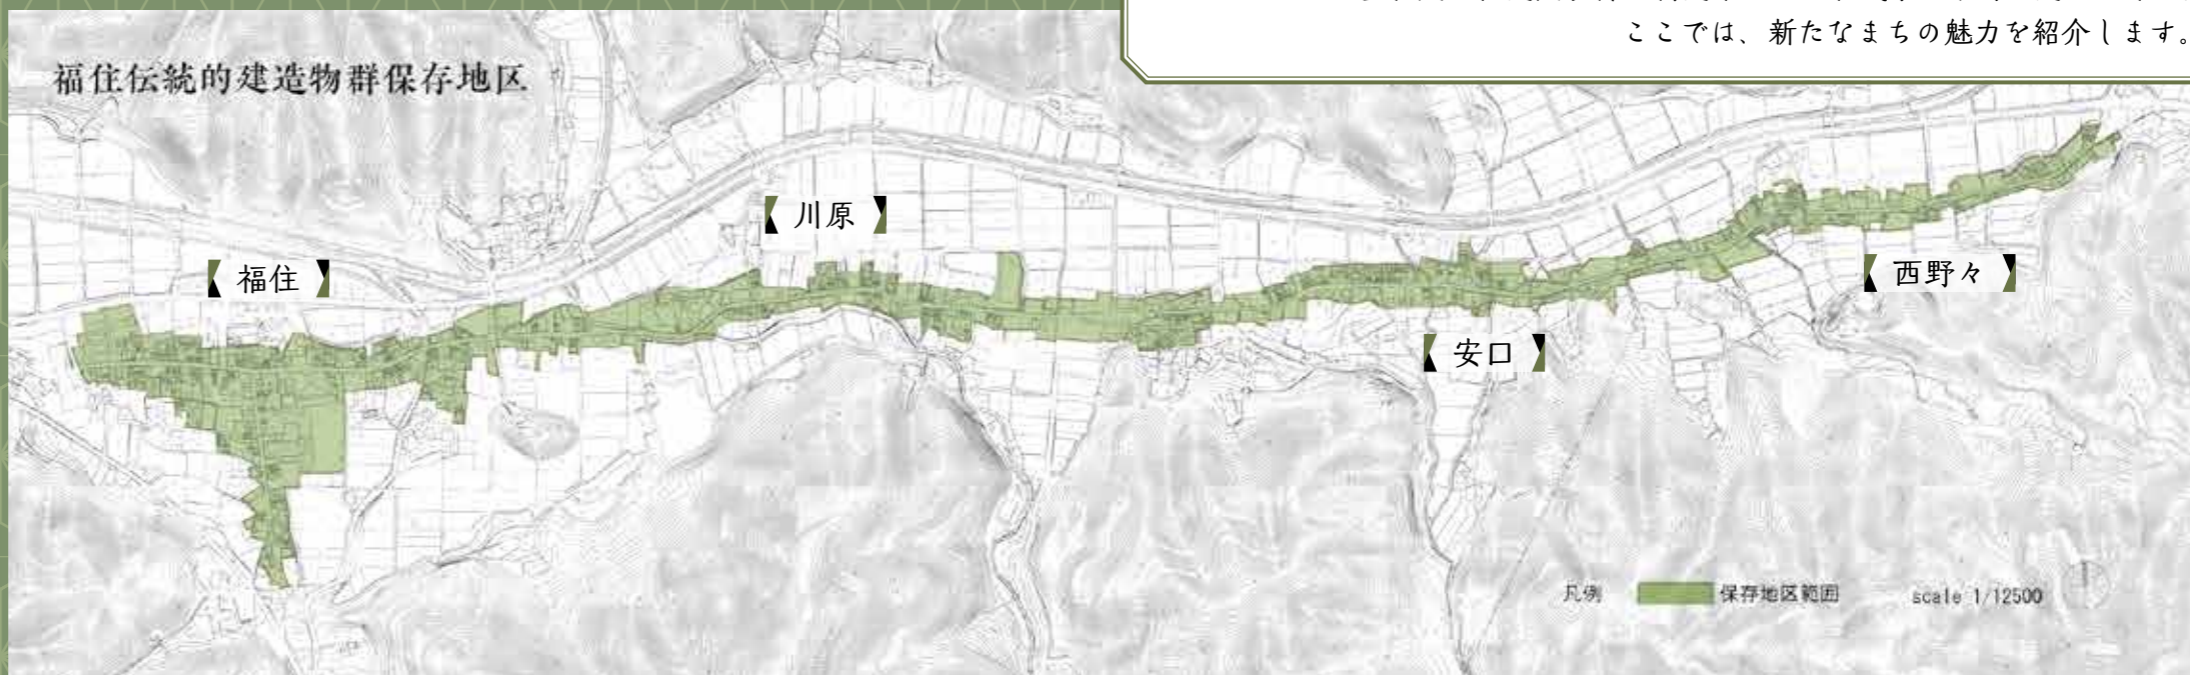 ここでは、新たなまちの魅力を紹介します。
福住伝統的建造物群保存地区
川原
福住
西野々
安口
凡例 保存地区範囲 scale 1/12500